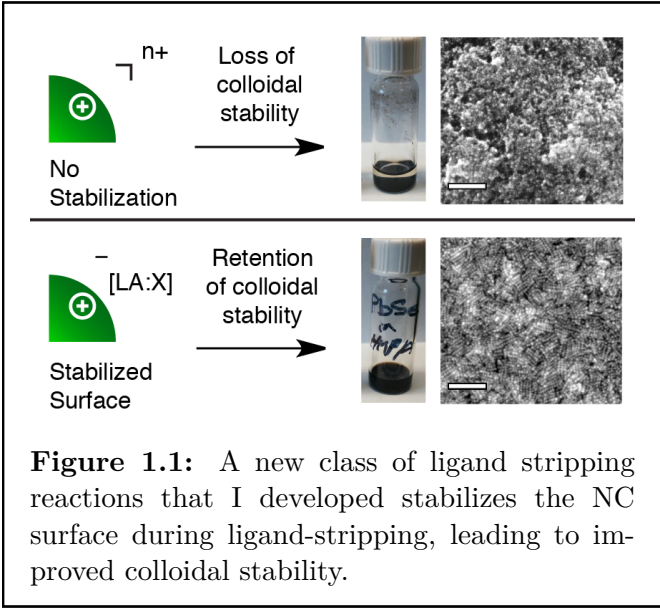 n+
Loss of
colloidal
stability
No
Stabilization
–
[LA:X]
Retention
of colloidal
stability
Stabilized
Surface
PbSe
in
HMPA
Figure 1.1: A new class of ligand stripping
reactions that I developed stabilizes the NC
surface during ligand-stripping, leading to im-
proved colloidal stability.